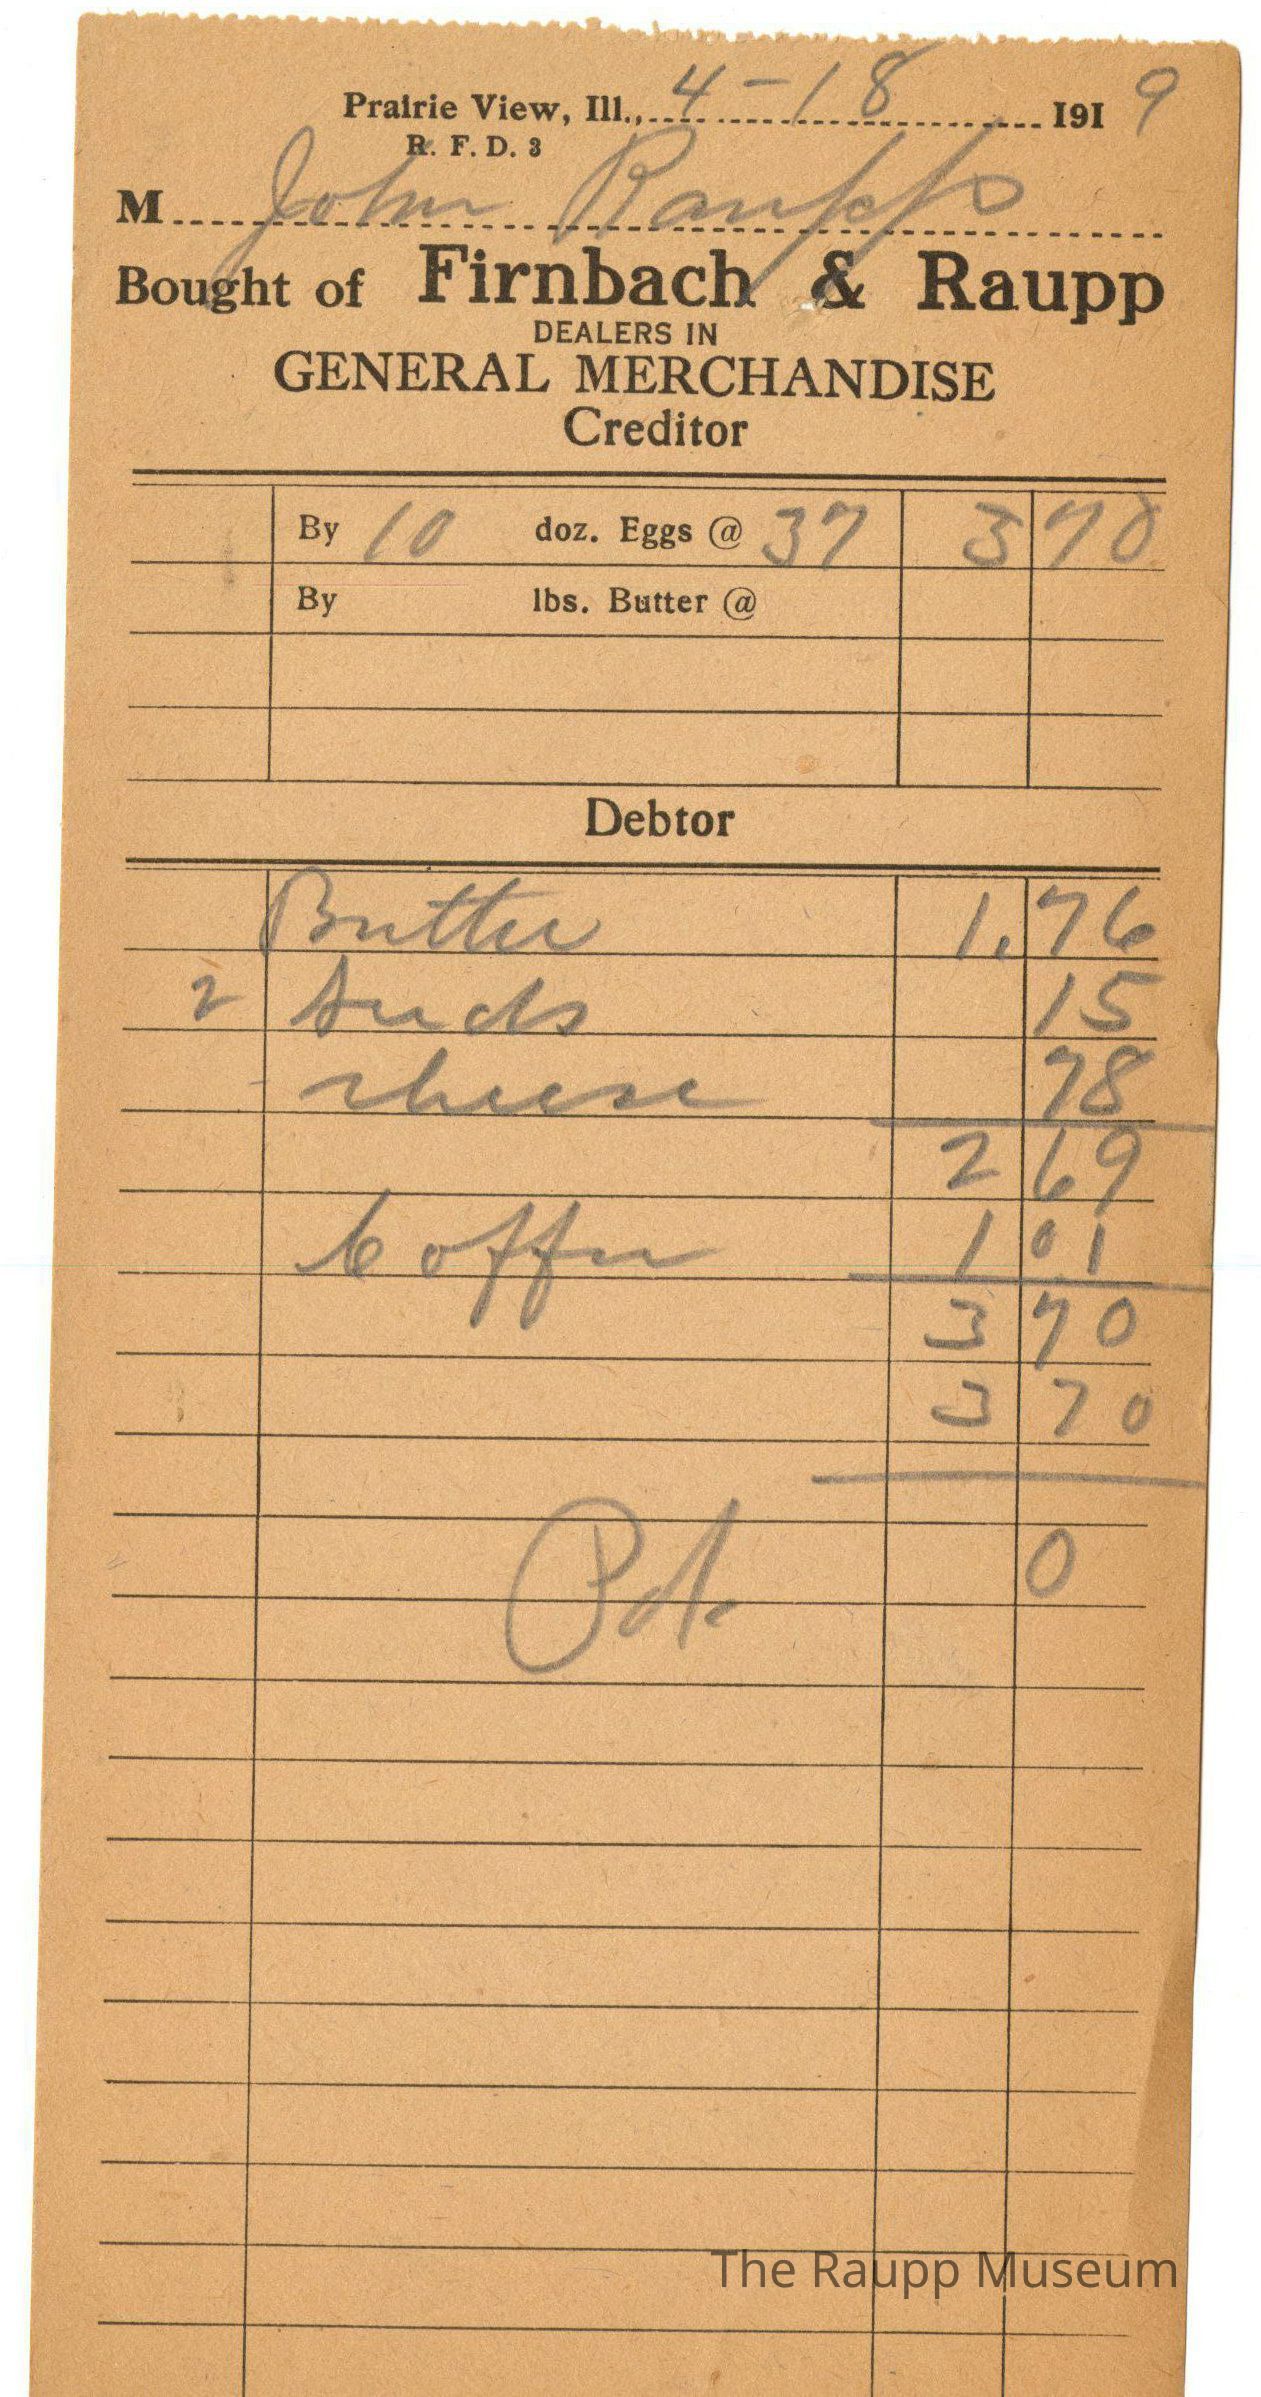 Prairie View, Ill., 4-18 1919
R. F. D. 3
M John Raupp
Bought of Firnbach & Raupp
DEALERS IN
GENERAL MERCHANDISE
Creditor
By 10 doz. Eggs @ 37 3 70
By lbs. Butter @
Debtor
Butter 1.76
2 15
cheese 78
2 69
Coffee 1 01
3 70
3 70
0
Pd.
The Raupp Museum